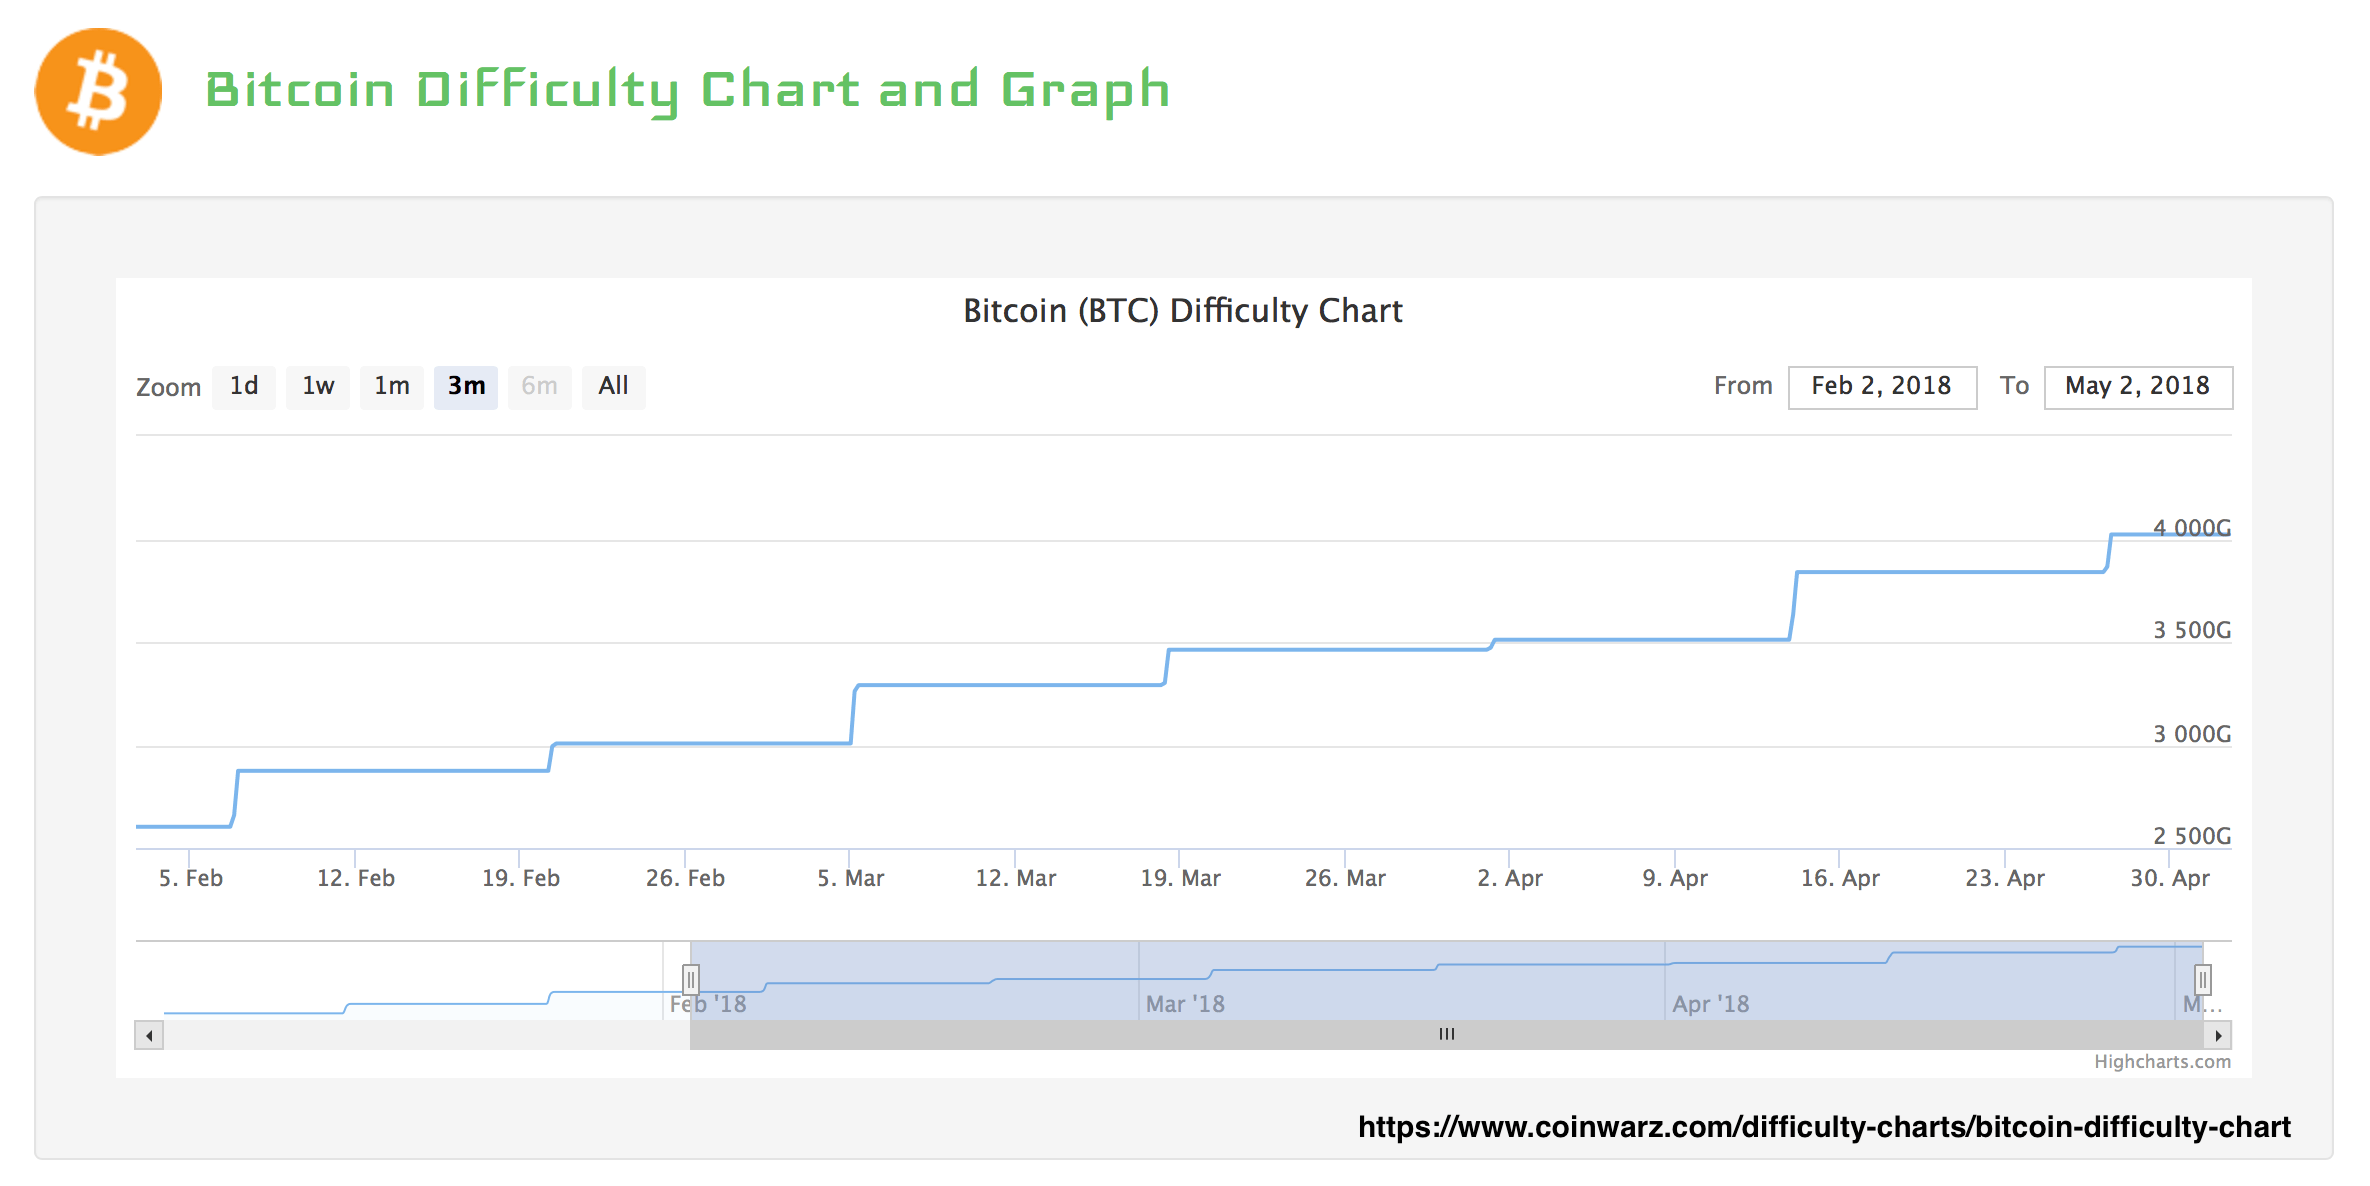 Bitcoin Difficulty Chart and Graph
Bitcoin (BTC) Difficulty Chart
Zoom 1d 1w 1m 3m 6m All From Feb 2, 2018 To May 2, 2018
4 000G
3 500G
3 000G
2 500G
5. Feb 12. Feb 19. Feb 26. Feb 5. Mar 12. Mar 19. Mar 26. Mar 2. Apr 9. Apr 16. Apr 23. Apr 30. Apr
Feb '18 Mar '18 Apr '18 M...
Highcharts.com
https://www.coinwarz.com/difficulty-charts/bitcoin-difficulty-chart